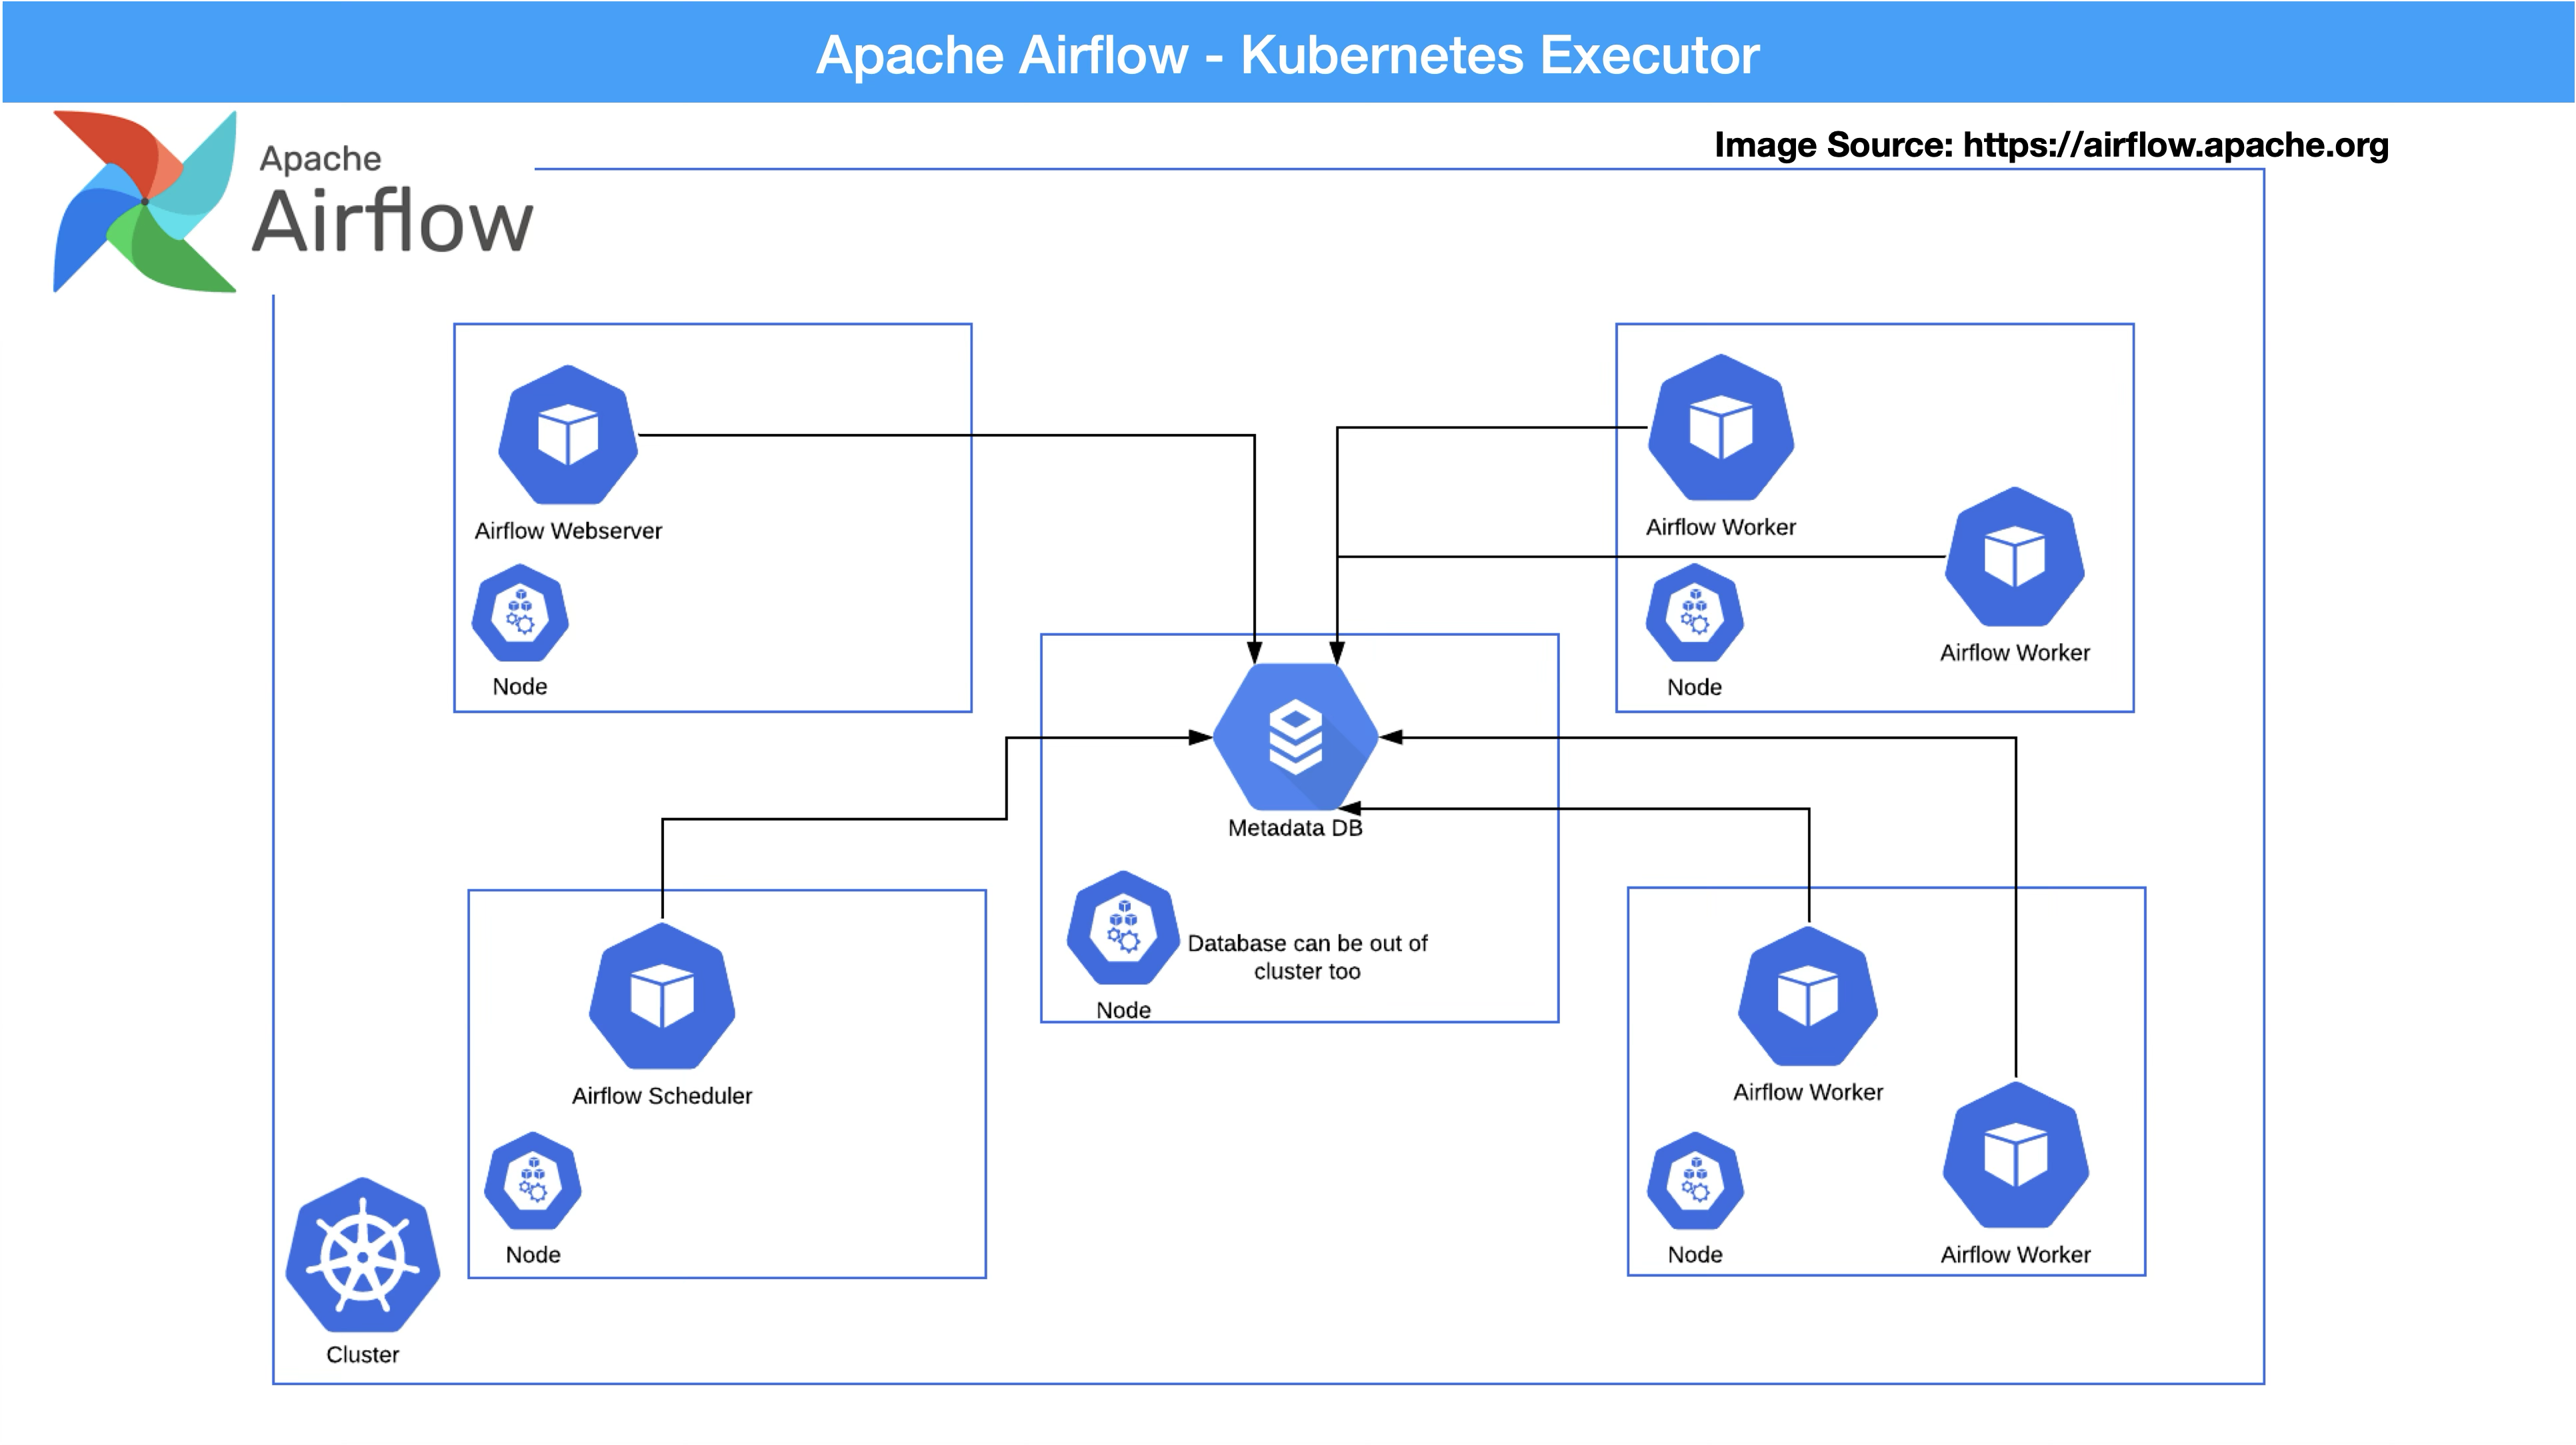 Apache Airflow - Kubernetes Executor
Image Source: https://airflow.apache.org
Apache
Airflow
Airflow Webserver
Node
Airflow Worker
Airflow Worker
Node
Metadata DB
Database can be out of
cluster too
Node
Airflow Scheduler
Node
Airflow Worker
Node
Airflow Worker
Cluster